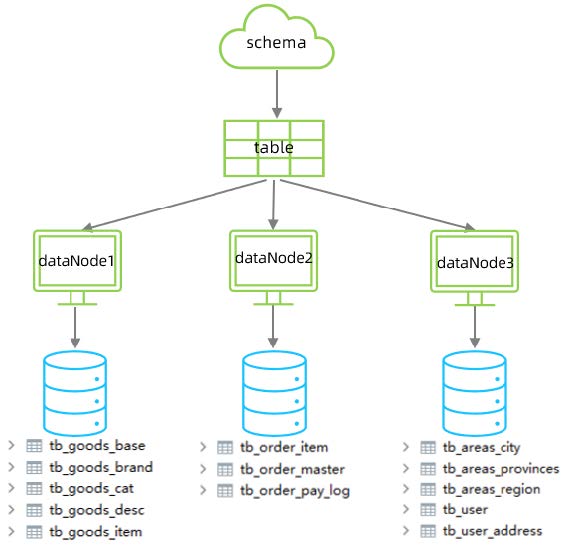 schema
table
dataNode1
dataNode2
dataNode3
tb_goods_base
tb_goods_brand
tb_goods_cat
tb_goods_desc
tb_goods_item
tb_order_item
tb_order_master
tb_order_pay_log
tb_areas_city
tb_areas_provinces
tb_areas_region
tb_user
tb_user_address